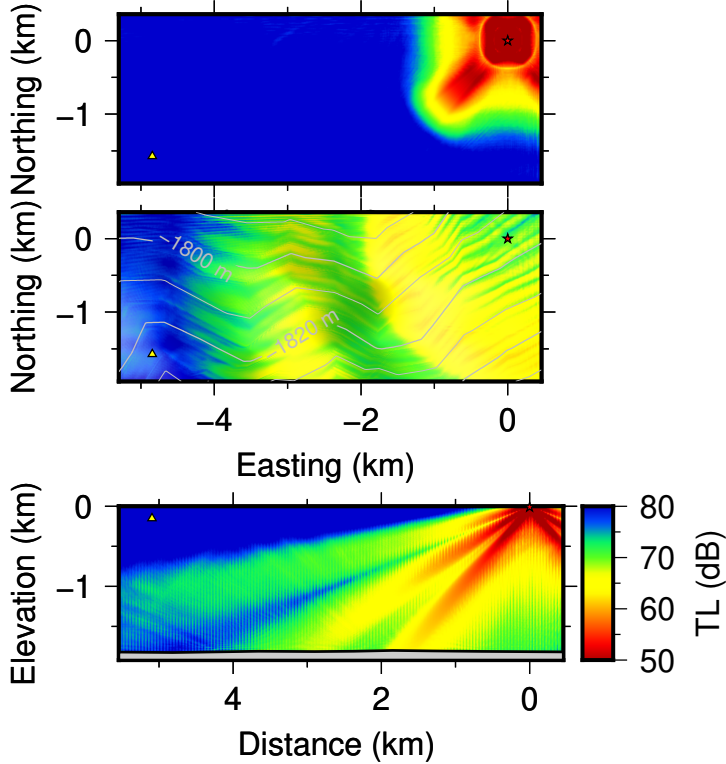 Northing (km)
0
−1
Northing (km)
0
−1
−1800 m
−1820 m
−4
−2
0
Easting (km)
Elevation (km)
0
−1
4
2
0
Distance (km)
80
70
60
50
TL (dB)